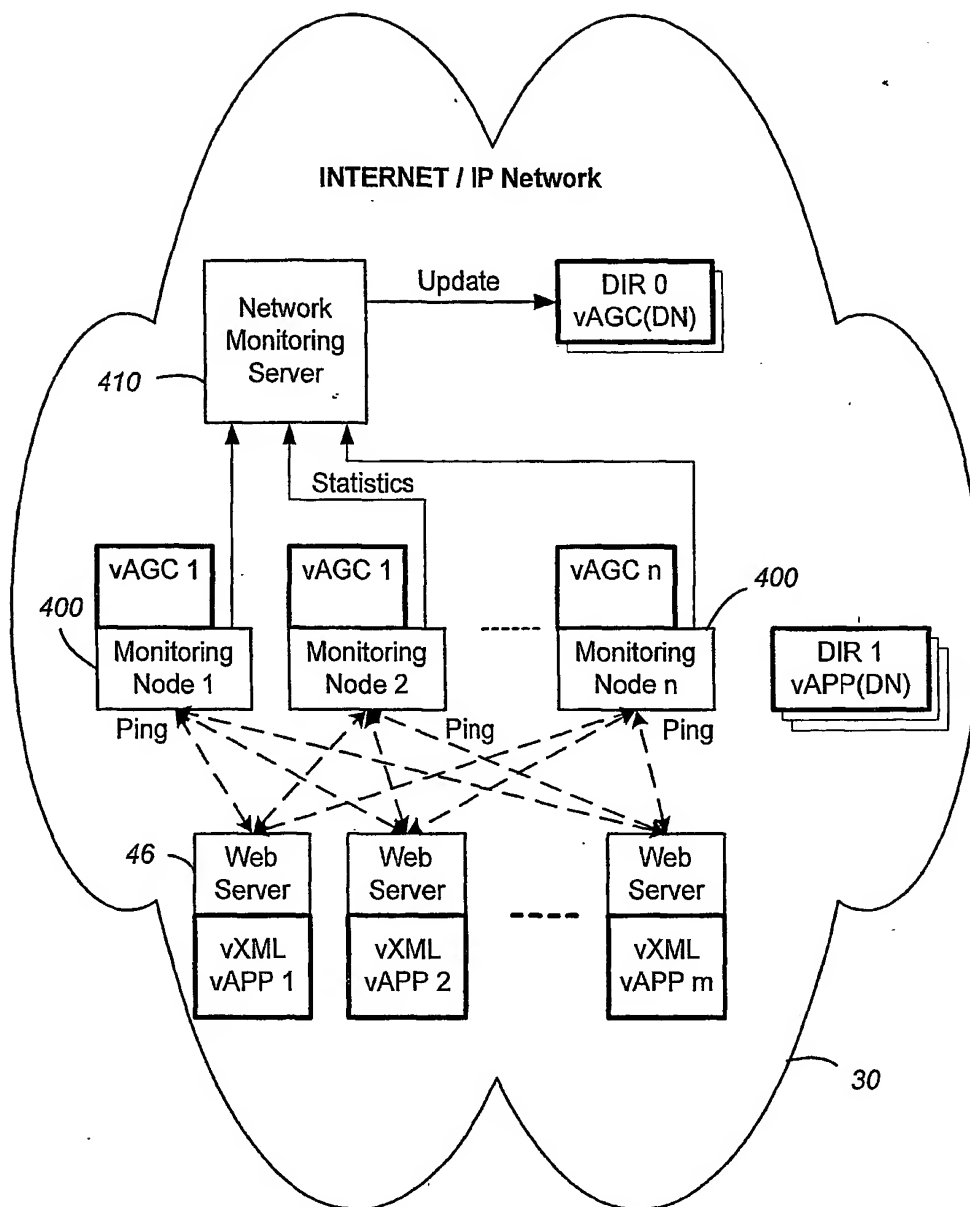 INTERNET / IP Network
Update
DIR 0
vAGC(DN)
Network
Monitoring
Server
410
Statistics
vAGC 1
vAGC 1
vAGC n
400
400
Monitoring
Node 1
Monitoring
Node 2
Monitoring
Node n
DIR 1
vAPP(DN)
Ping
Ping
Ping
46
Web
Server
Web
Server
Web
Server
vXML
vAPP 1
vXML
vAPP 2
vXML
vAPP m
30